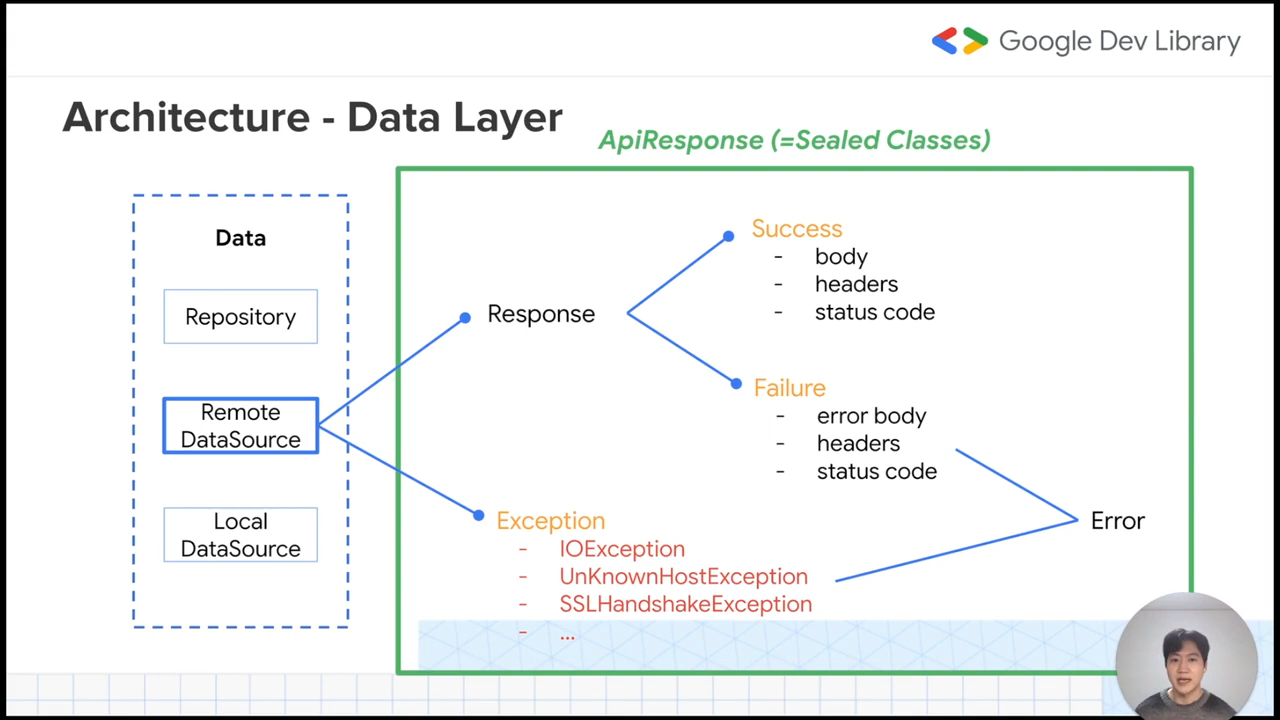 Google Dev Library
Architecture - Data Layer
ApiResponse (=Sealed Classes)
Data
Repository
Remote
DataSource
Local
DataSource
Response
Success
- body
- headers
- status code
Failure
- error body
- headers
- status code
Exception
- IOException
- UnKnownHostException
- SSLHandshakeException
- ...
Error